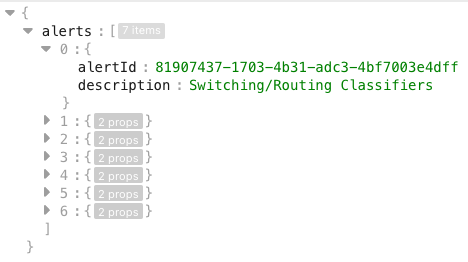 {
alerts : [ 7 items
0 : {
alertId : 81907437-1703-4b31-adc3-4bf7003e4dff
description : Switching/Routing Classifiers
}
1 : { 2 props }
2 : { 2 props }
3 : { 2 props }
4 : { 2 props }
5 : { 2 props }
6 : { 2 props }
]
}